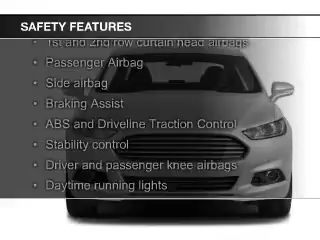 SAFETY FEATURES
• 1st and 2nd row curtain head airbags
• Passenger Airbag
• Side airbag
• Braking Assist
• ABS and Driveline Traction Control
• Stability control
• Driver and passenger knee airbags
• Daytime running lights